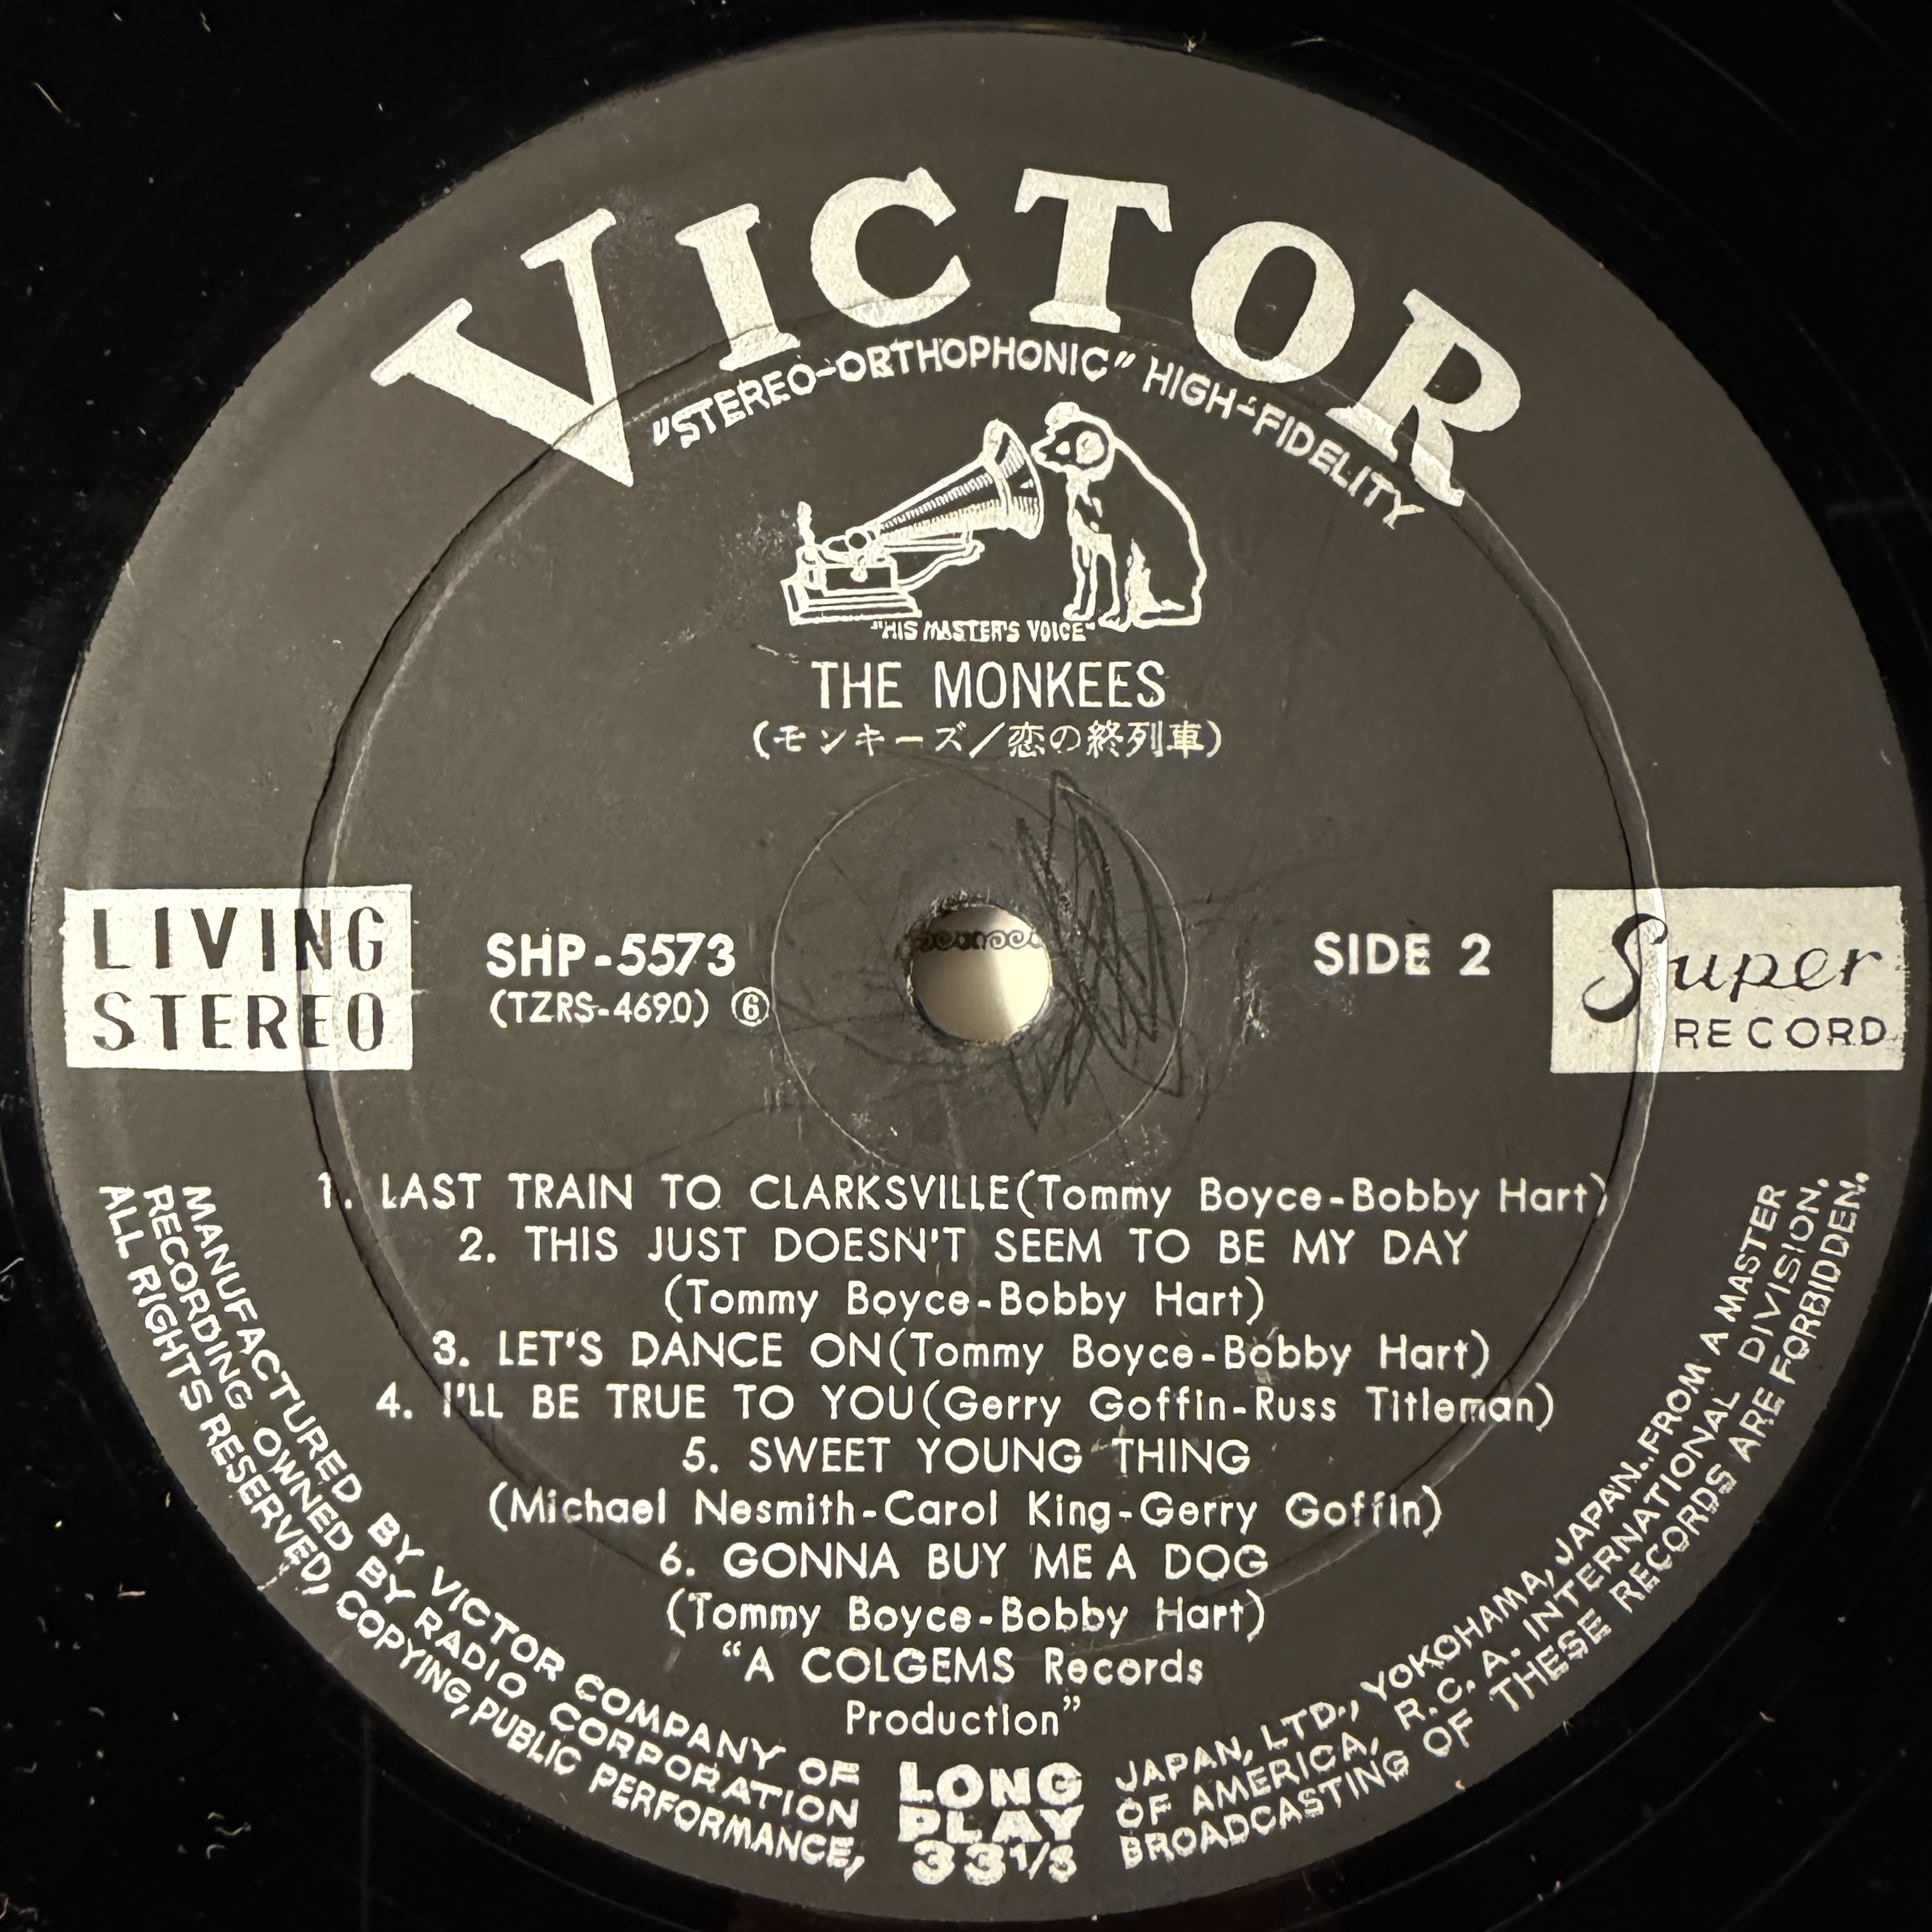 VICTOR
"STEREO-ORTHOPHONIC" HIGH-FIDELITY
"HIS MASTER'S VOICE"
THE MONKEES
(モンキーズ/恋の終列車)
LIVING
STEREO
SHP-5573
(TZRS-4690) ⑥
SIDE 2
Super
RECORD
1. LAST TRAIN TO CLARKSVILLE(Tommy Boyce-Bobby Hart)
2. THIS JUST DOESN'T SEEM TO BE MY DAY
(Tommy Boyce-Bobby Hart)
3. LET'S DANCE ON(Tommy Boyce-Bobby Hart)
4. I'LL BE TRUE TO YOU(Gerry Goffin-Russ Titleman)
5. SWEET YOUNG THING
(Michael Nesmith-Carol King-Gerry Goffin)
6. GONNA BUY ME A DOG
(Tommy Boyce-Bobby Hart)
"A COLGEMS Records
Production"
LONG
PLAY
33 1/3
MANUFACTURED BY VICTOR COMPANY OF JAPAN, LTD., YOKOHAMA, JAPAN. FROM A MASTER
RECORDING OWNED BY RADIO CORPORATION OF AMERICA, R.C.A. INTERNATIONAL DIVISION.
ALL RIGHTS RESERVED, COPYING, PUBLIC PERFORMANCE, BROADCASTING OF THESE RECORDS ARE FORBIDDEN.